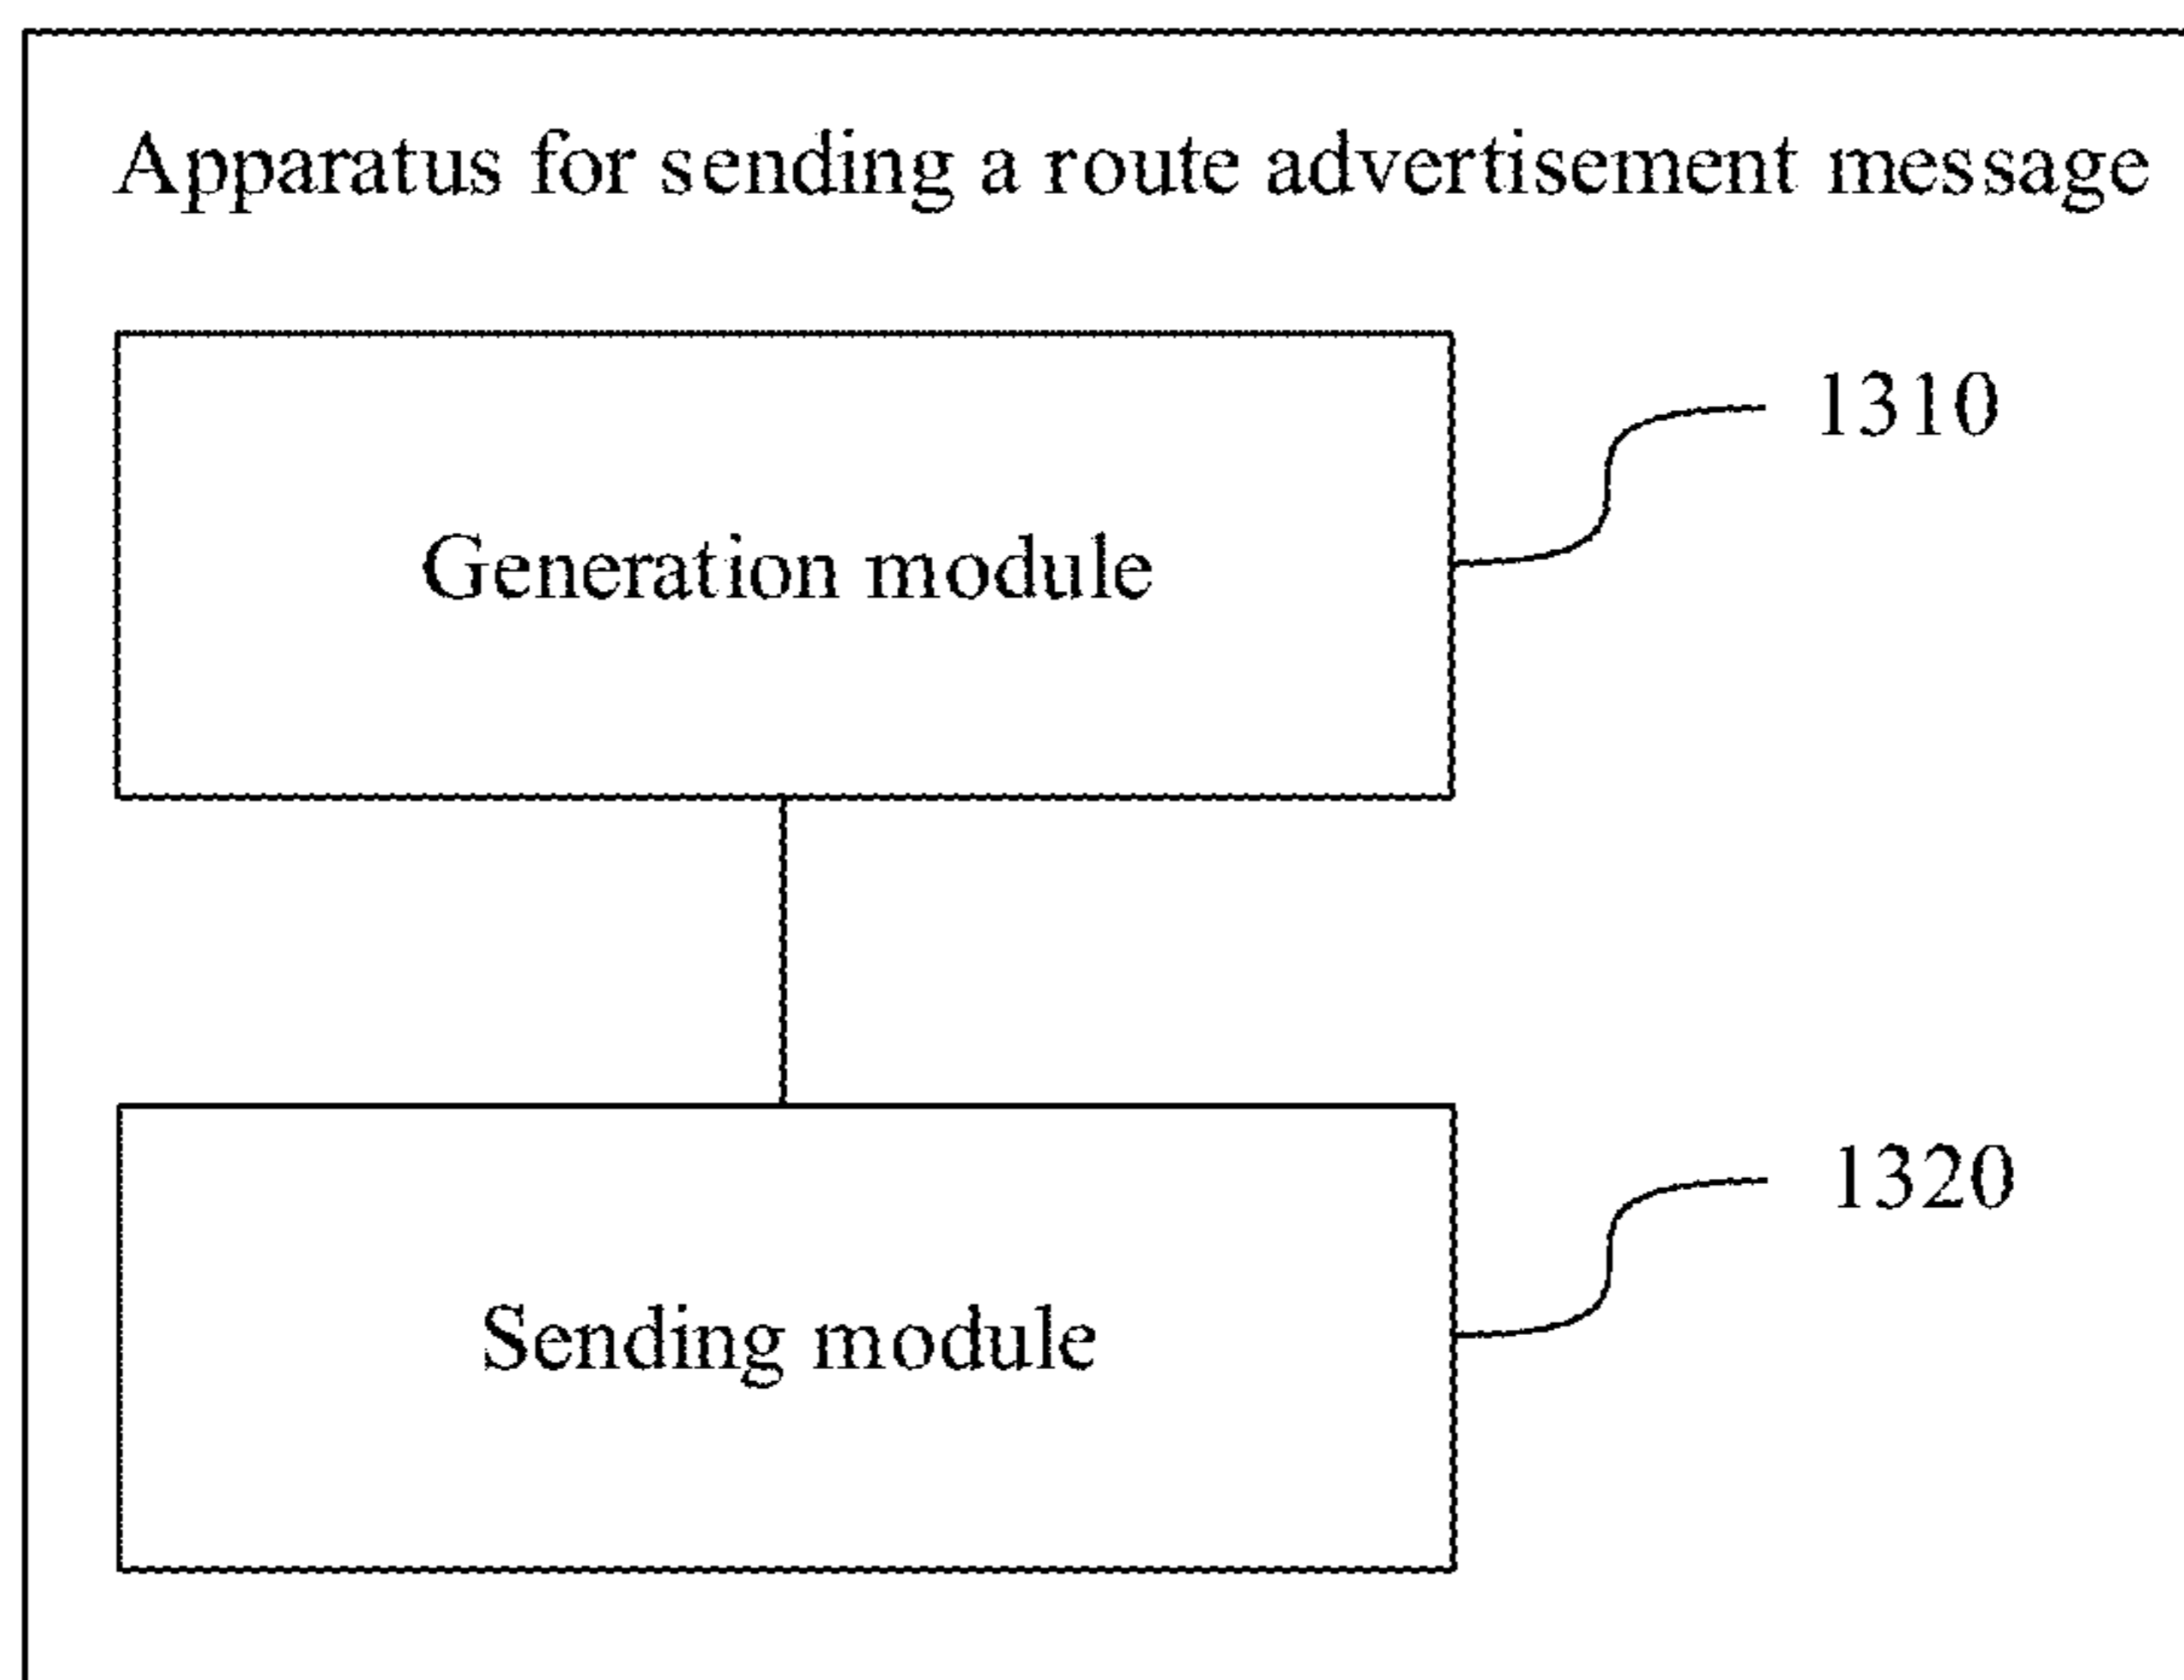 Apparatus for sending a route advertisement message
1310
Generation module
1320
Sending module